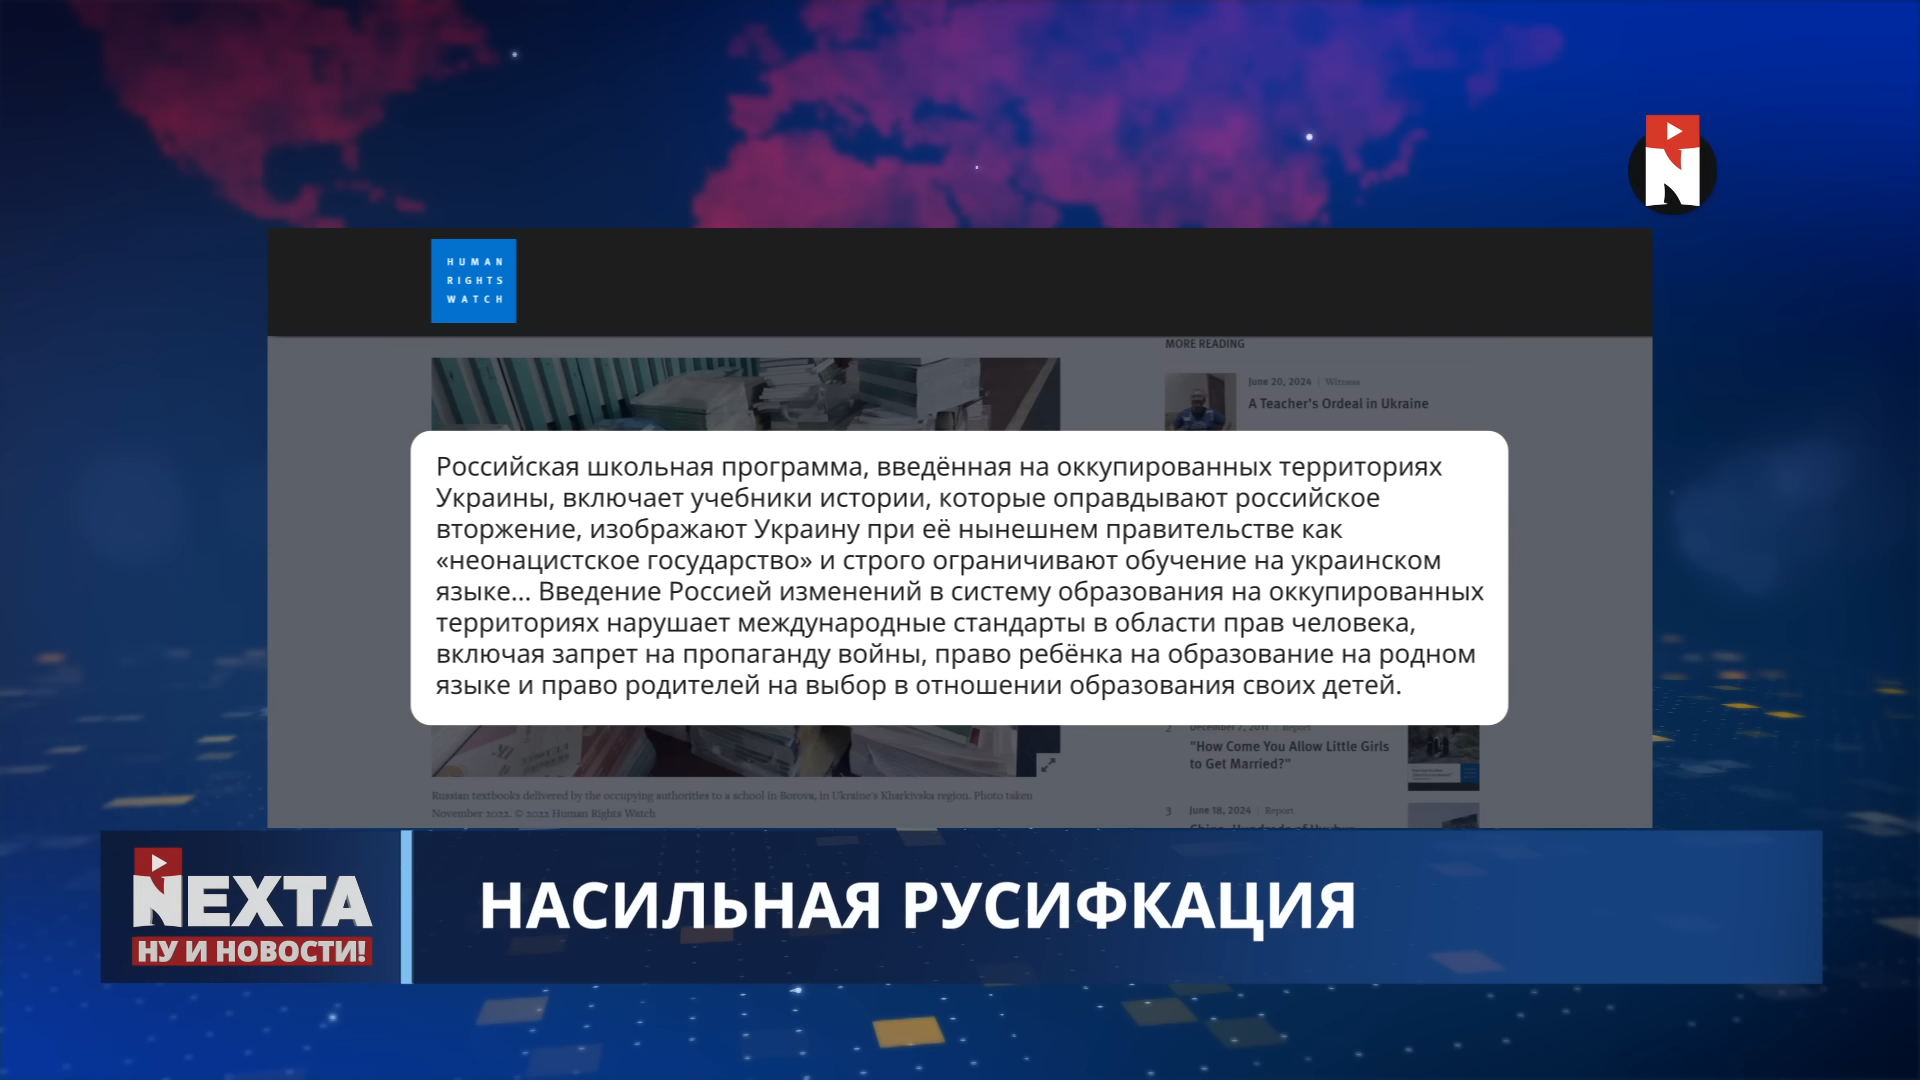 HUMAN
RIGHTS
WATCH
MORE READING
June 20, 2024 | Witness
A Teacher's Ordeal in Ukraine
Российская школьная программа, введённая на оккупированных территориях
Украины, включает учебники истории, которые оправдывают российское
вторжение, изображают Украину при её нынешнем правительстве как
«неонацистское государство» и строго ограничивают обучение на украинском
языке... Введение Россией изменений в систему образования на оккупированных
территориях нарушает международные стандарты в области прав человека,
включая запрет на пропаганду войны, право ребёнка на образование на родном
языке и право родителей на выбор в отношении образования своих детей.
2 December 7, 2011 | Report
"How Come You Allow Little Girls
to Get Married?"
Russian textbooks delivered by the occupying authorities to a school in Borova, in Ukraine's Kharkivska region. Photo taken
November 2022. © 2022 Human Rights Watch
3 June 18, 2024 | Report
NEXTA
НУ И НОВОСТИ!
НАСИЛЬНАЯ РУСИФКАЦИЯ